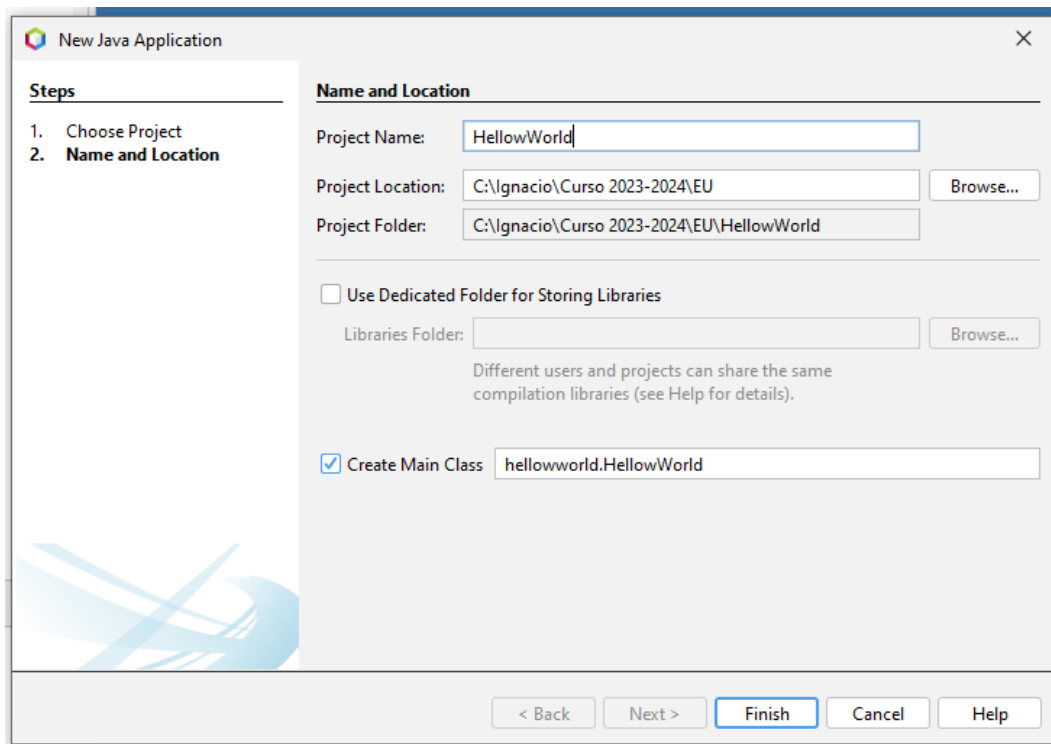 New Java Application
Steps
1. Choose Project
2. Name and Location
Name and Location
Project Name: HellowWorld
Project Location: C:\Ignacio\Curso 2023-2024\EU Browse...
Project Folder: C:\Ignacio\Curso 2023-2024\EU\HellowWorld
Use Dedicated Folder for Storing Libraries
Libraries Folder: Browse...
Different users and projects can share the same
compilation libraries (see Help for details).
Create Main Class hellowworld.HellowWorld
< Back Next > Finish Cancel Help